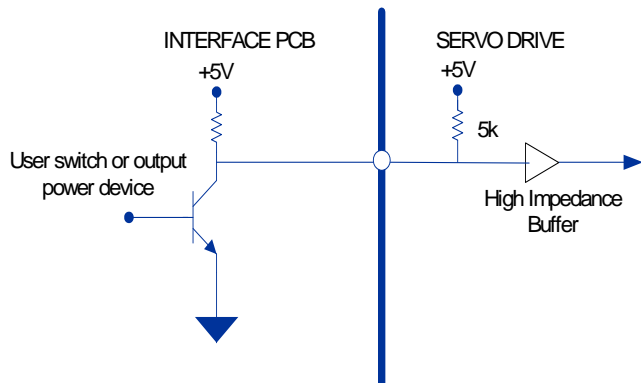 INTERFACE PCB
+5V
User switch or output
power device
SERVO DRIVE
+5V
5k
High Impedance
Buffer